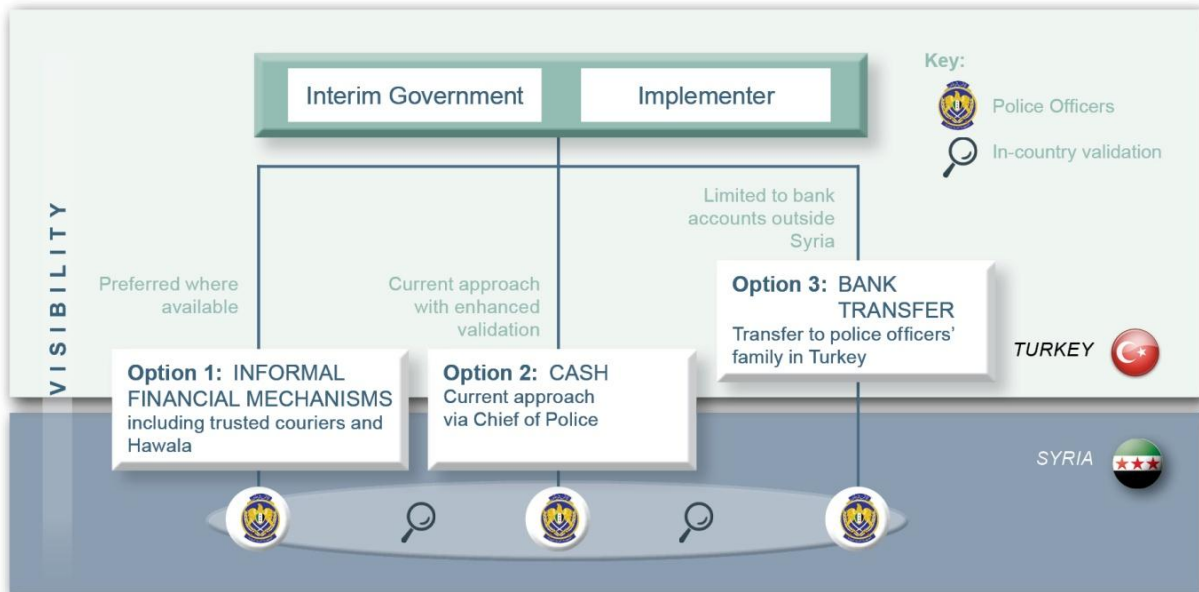 Interim Government
Implementer
Key:
Police Officers
In-country validation
VISIBILITY
Preferred where
available
Current approach
with enhanced
validation
Limited to bank
accounts outside
Syria
Option 1: INFORMAL
FINANCIAL MECHANISMS
including trusted couriers and
Hawala
Option 2: CASH
Current approach
via Chief of Police
Option 3: BANK
TRANSFER
Transfer to police officers'
family in Turkey
TURKEY
SYRIA